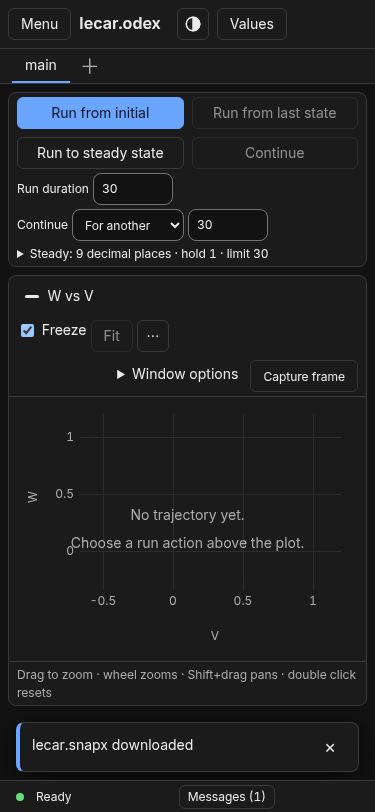 Menu lecar.odex Values
main
Run from initial Run from last state
Run to steady state Continue
Run duration 30
Continue For another 30
Steady: 9 decimal places · hold 1 · limit 30
W vs V
Freeze Fit ...
Window options Capture frame
1
0.5
W
No trajectory yet.
Choose a run action above the plot.
0
-0.5 0 0.5 1
V
Drag to zoom · wheel zooms · Shift+drag pans · double click
resets
lecar.snapx downloaded ×
Ready Messages (1)